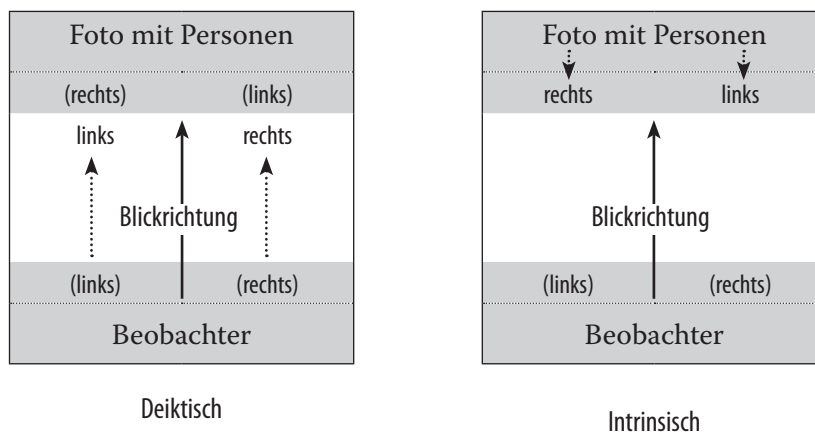 Foto mit Personen
(rechts) (links)
links rechts
Blickrichtung
(links) (rechts)
Beobachter
Deiktisch
Foto mit Personen
rechts links
Blickrichtung
(links) (rechts)
Beobachter
Intrinsisch